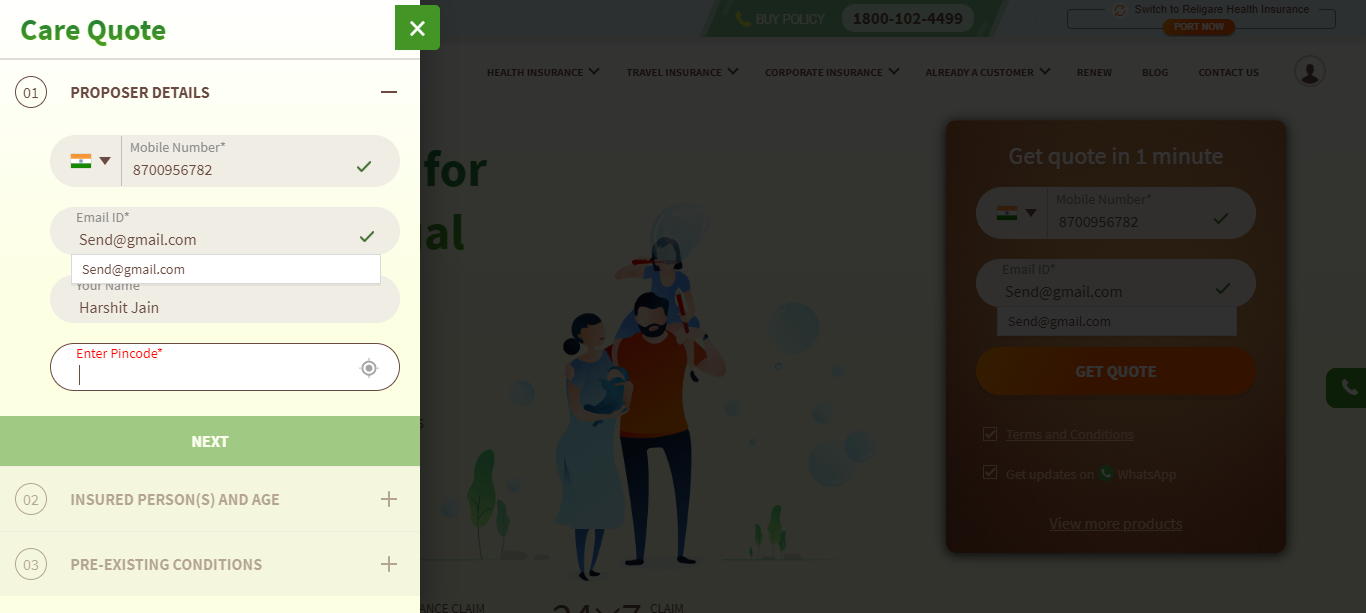 Care Quote
×
01 PROPOSER DETAILS
Mobile Number*
8700956782
Email ID*
Send@gmail.com
Send@gmail.com
Your Name
Harshit Jain
Enter Pincode*
NEXT
02 INSURED PERSON(S) AND AGE
03 PRE-EXISTING CONDITIONS
BUY POLICY 1800-102-4499
Switch to Religare Health Insurance
PORT NOW
HEALTH INSURANCE TRAVEL INSURANCE CORPORATE INSURANCE ALREADY A CUSTOMER RENEW BLOG CONTACT US
for
al
s
Get quote in 1 minute
Mobile Number*
8700956782
Email ID*
Send@gmail.com
Send@gmail.com
GET QUOTE
Terms and Conditions
Get updates on WhatsApp
View more products
ANCE CLAIM 24x7 CLAIM